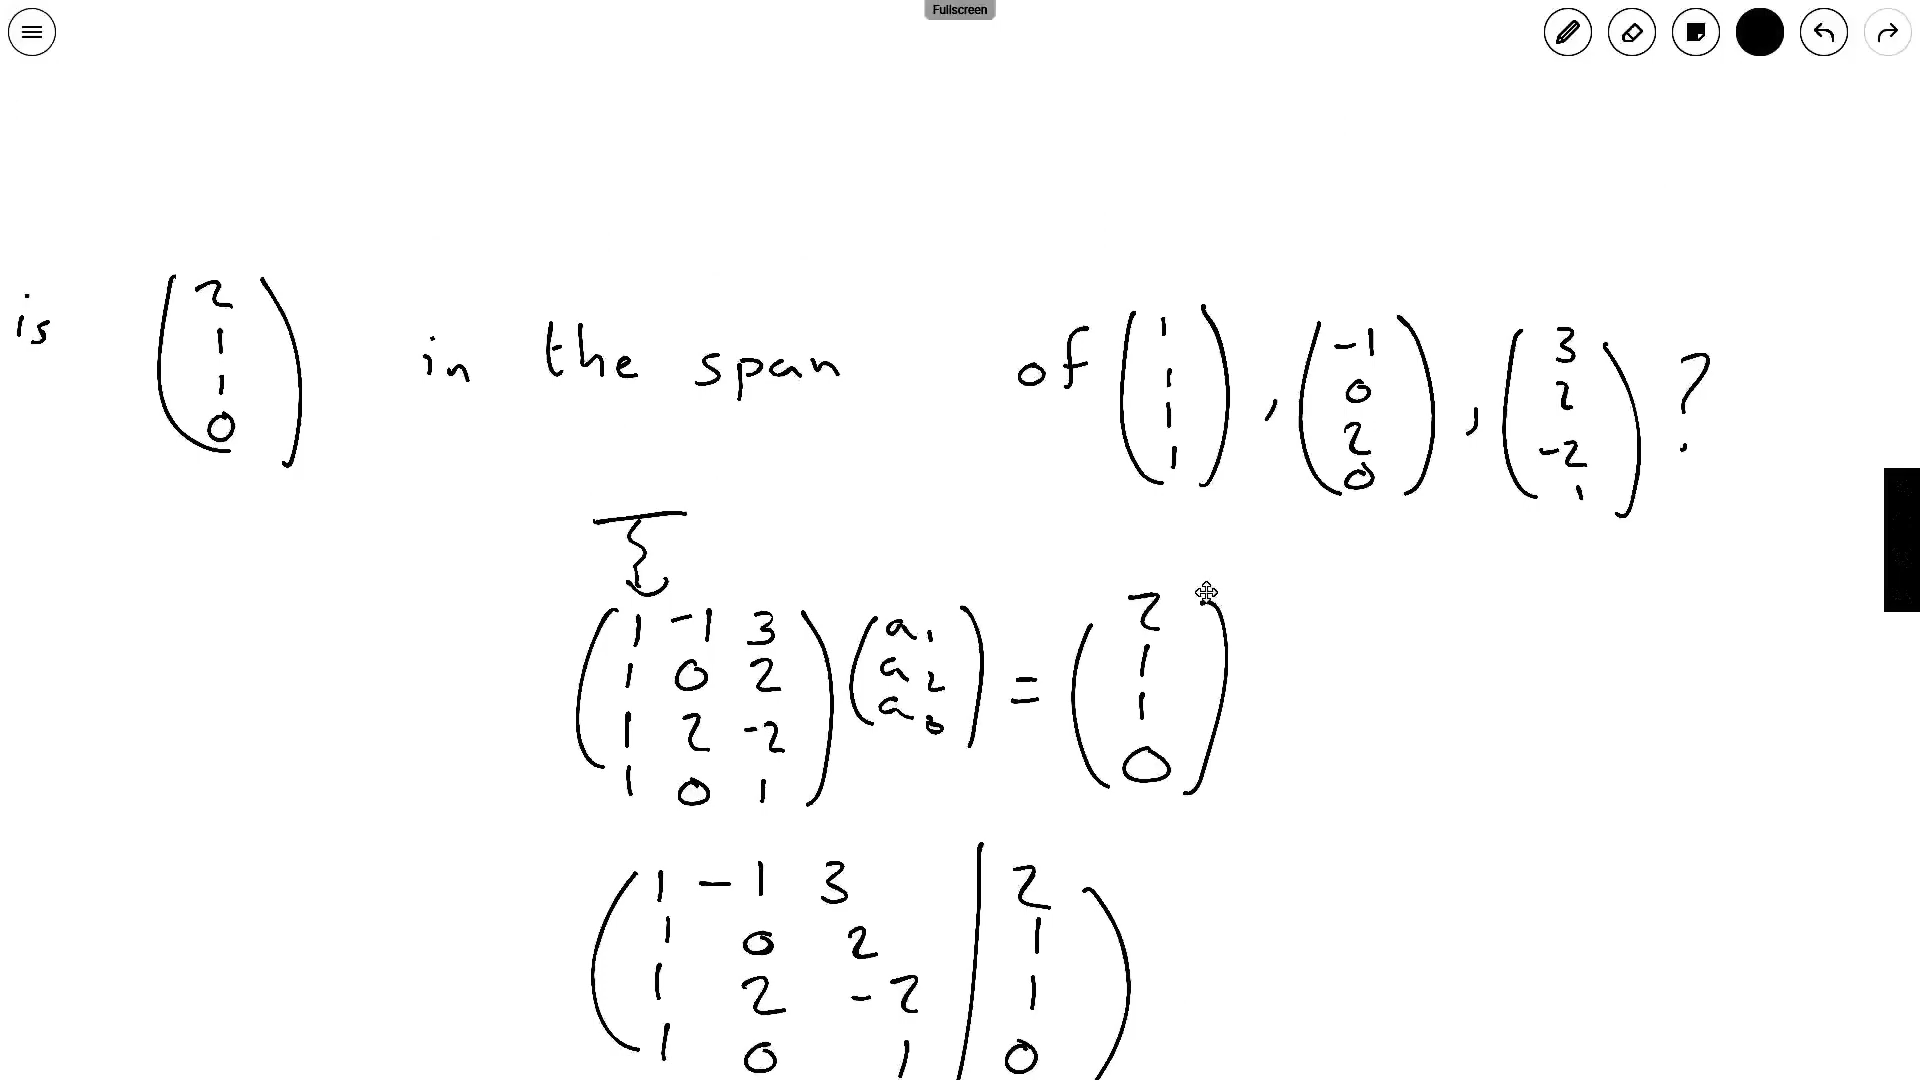 Fullscreen
is (2 1 1 0) in the span of (1 1 1 1), (-1 0 2 0), (3 2 -2 1) ?
(1 -1 3) (a1) = (2)
1 0 2 a2 1
1 2 -2 a3 1
1 0 1 0
(1 -1 3 | 2)
1 0 2 | 1
1 2 -2 | 1
1 0 1 | 0